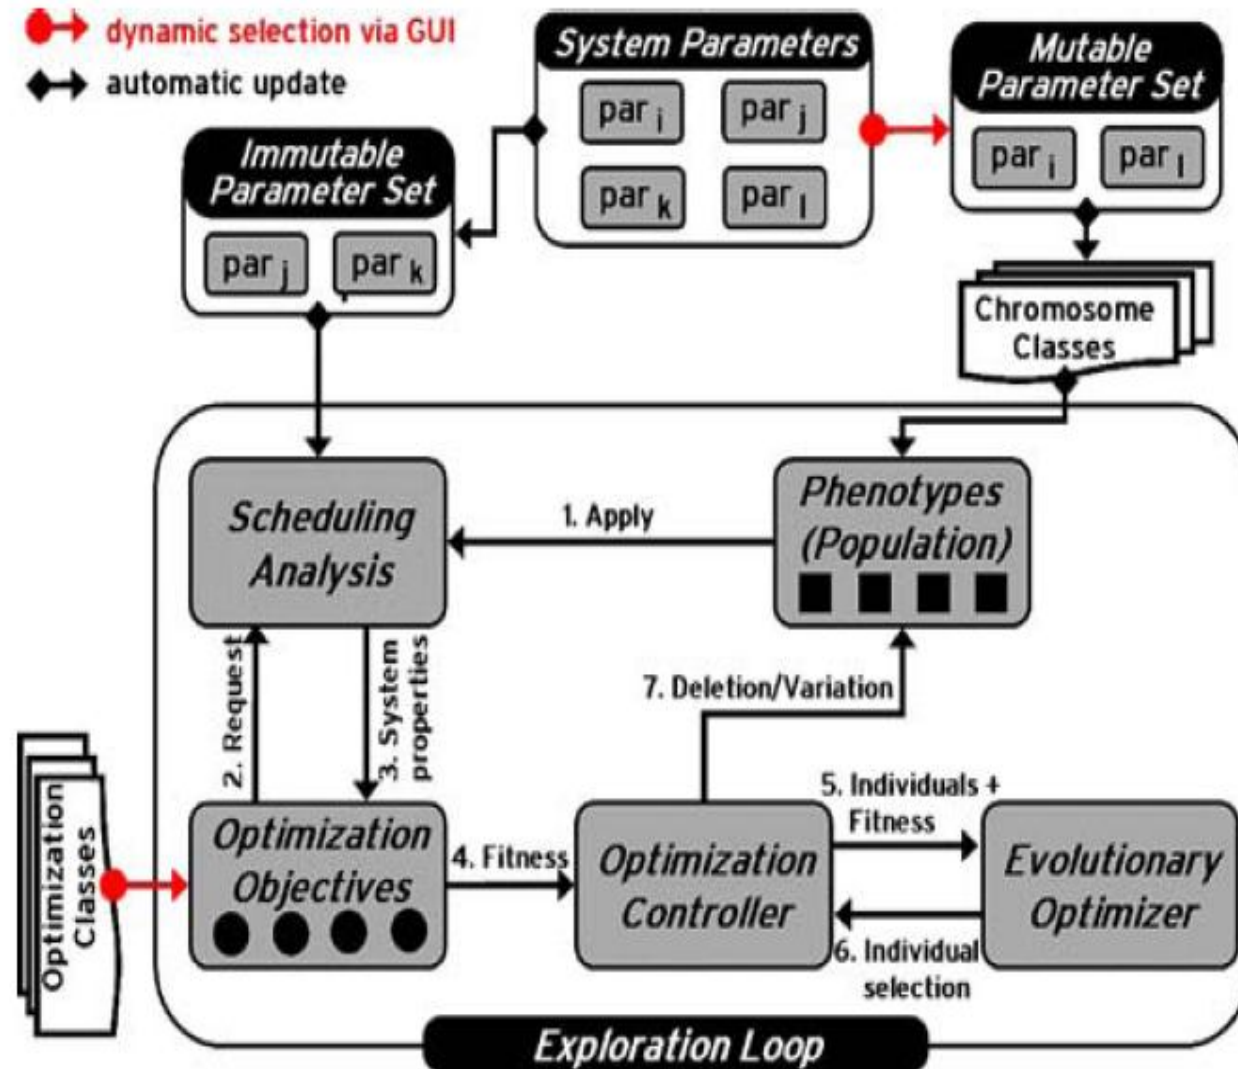 dynamic selection via GUI
automatic update
System Parameters
par i
par j
par k
par l
Mutable
Parameter Set
par i
par l
Immutable
Parameter Set
par j
par k
Chromosome
Classes
Scheduling
Analysis
1. Apply
Phenotypes
(Population)
2. Request
3. System
properties
7. Deletion/Variation
Optimization
Classes
Optimization
Objectives
4. Fitness
Optimization
Controller
5. Individuals +
Fitness
6. Individual
selection
Evolutionary
Optimizer
Exploration Loop